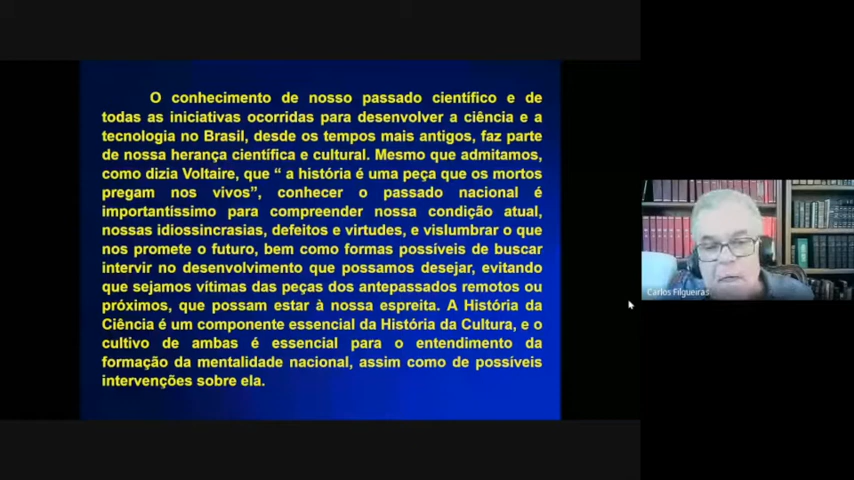 O conhecimento de nosso passado científico e de
todas as iniciativas ocorridas para desenvolver a ciência e a
tecnologia no Brasil, desde os tempos mais antigos, faz parte
de nossa herança científica e cultural. Mesmo que admitamos,
como dizia Voltaire, que “ a história é uma peça que os mortos
pregam nos vivos”, conhecer o passado nacional é
importantíssimo para compreender nossa condição atual,
nossas idiossincrasias, defeitos e virtudes, e vislumbrar o que
nos promete o futuro, bem como formas possíveis de buscar
intervir no desenvolvimento que possamos desejar, evitando
que sejamos vítimas das peças dos antepassados remotos ou
próximos, que possam estar à nossa espreita. A História da
Ciência é um componente essencial da História da Cultura, e o
cultivo de ambas é essencial para o entendimento da
formação da mentalidade nacional, assim como de possíveis
intervenções sobre ela.
Carlos Filgueiras